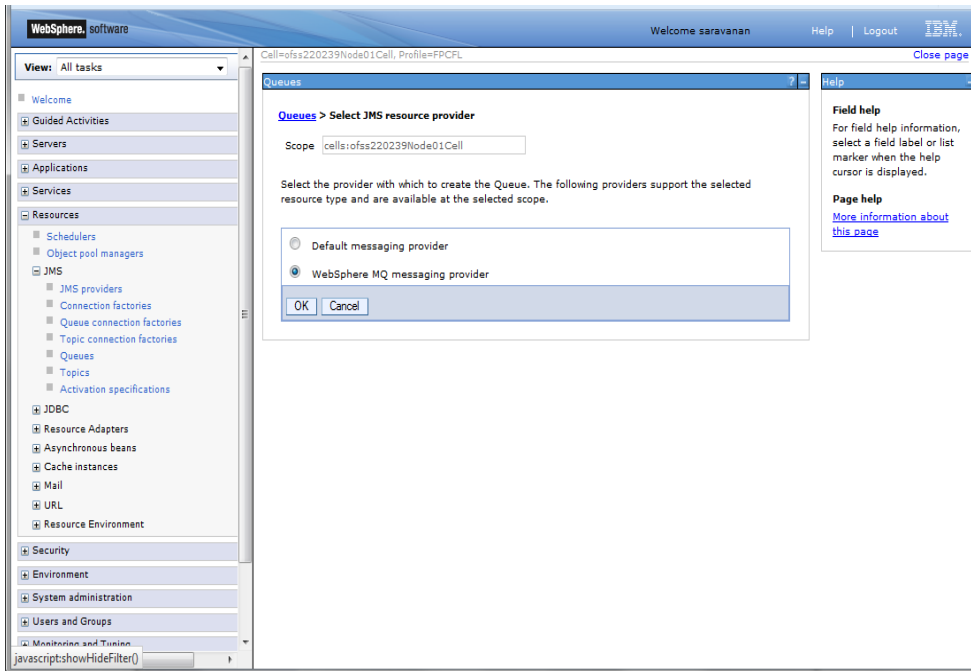 WebSphere. software
Welcome saravanan
Help | Logout
IBM.
View: All tasks
Welcome
Guided Activities
Servers
Applications
Services
Resources
Schedulers
Object pool managers
JMS
JMS providers
Connection factories
Queue connection factories
Topic connection factories
Queues
Topics
Activation specifications
JDBC
Resource Adapters
Asynchronous beans
Cache instances
Mail
URL
Resource Environment
Security
Environment
System administration
Users and Groups
Monitoring and Tuning
javascript:showHideFilter()
Cell=ofss220239Node01Cell, Profile=FPCFL
Close page
Queues
? -
Queues > Select JMS resource provider
Scope cells:ofss220239Node01Cell
Select the provider with which to create the Queue. The following providers support the selected
resource type and are available at the selected scope.
Default messaging provider
WebSphere MQ messaging provider
OK Cancel
Help
Field help
For field help information,
select a field label or list
marker when the help
cursor is displayed.
Page help
More information about
this page